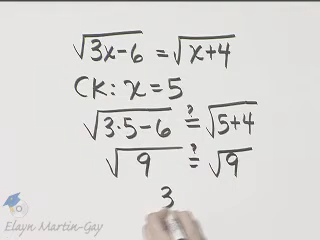 √3x-6 = √x+4
CK: x=5
√3·5-6 ≟ √5+4
√9 ≟ √9
3
Elayn Martin-Gay